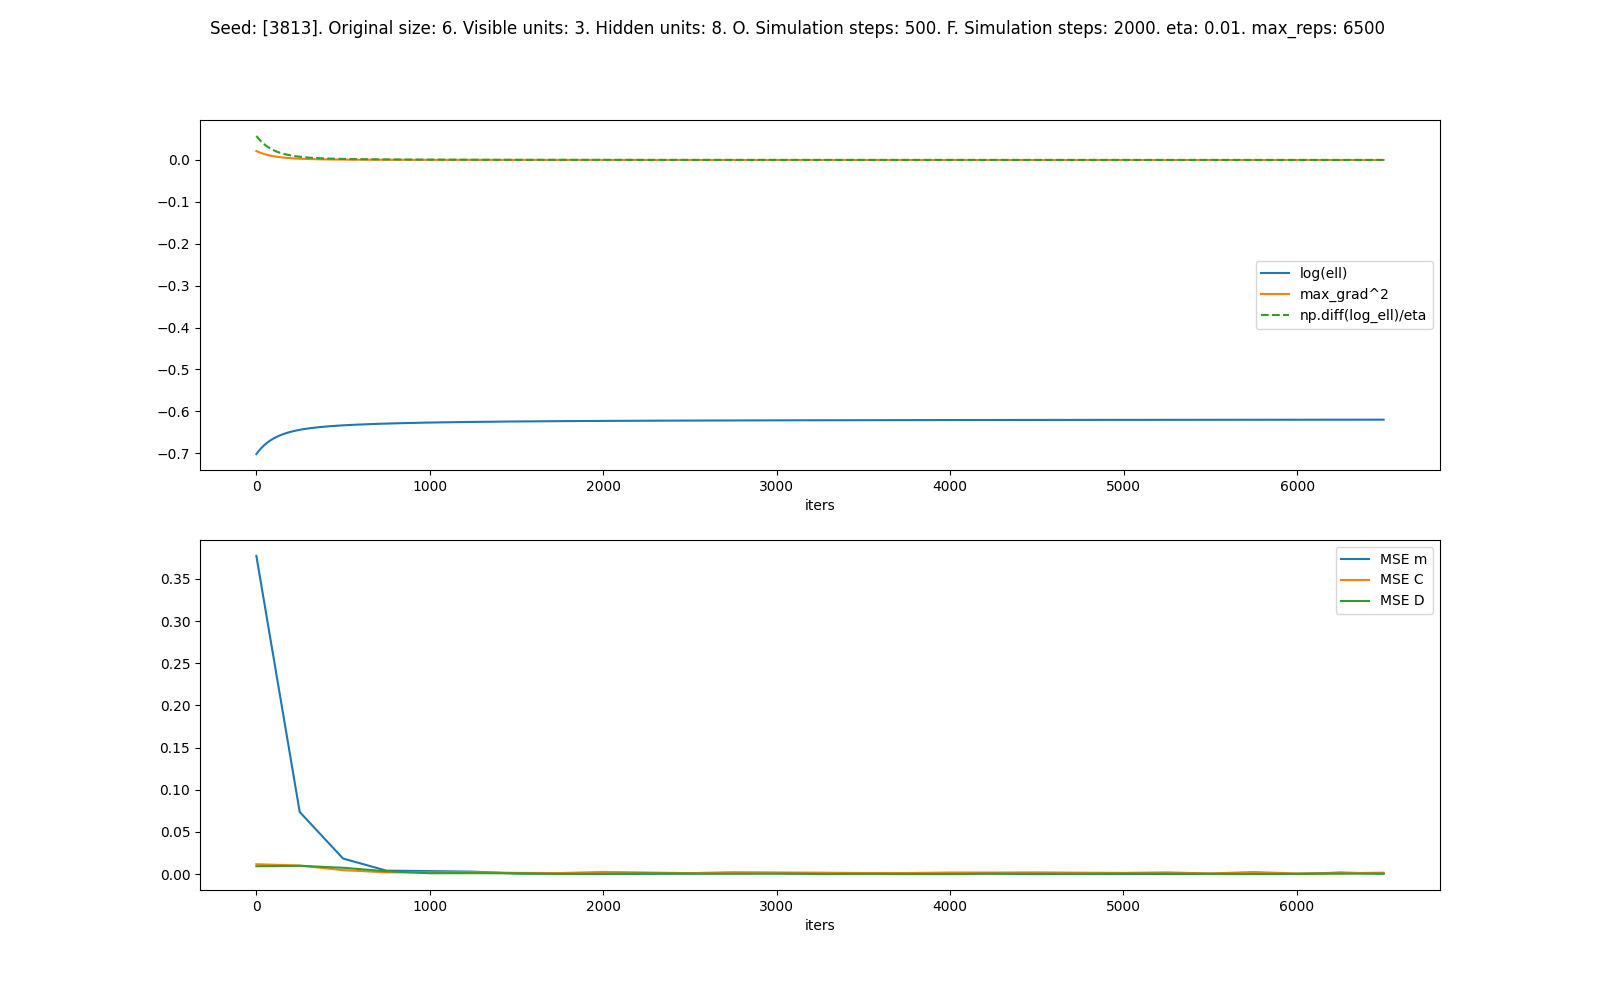 Seed: [3813]. Original size: 6. Visible units: 3. Hidden units: 8. O. Simulation steps: 500. F. Simulation steps: 2000. eta: 0.01. max_reps: 6500
0.0
−0.1
−0.2
−0.3
−0.4
−0.5
−0.6
−0.7
log(ell)
max_grad^2
np.diff(log_ell)/eta
0 1000 2000 3000 4000 5000 6000
iters
0.35
0.30
0.25
0.20
0.15
0.10
0.05
0.00
MSE m
MSE C
MSE D
0 1000 2000 3000 4000 5000 6000
iters